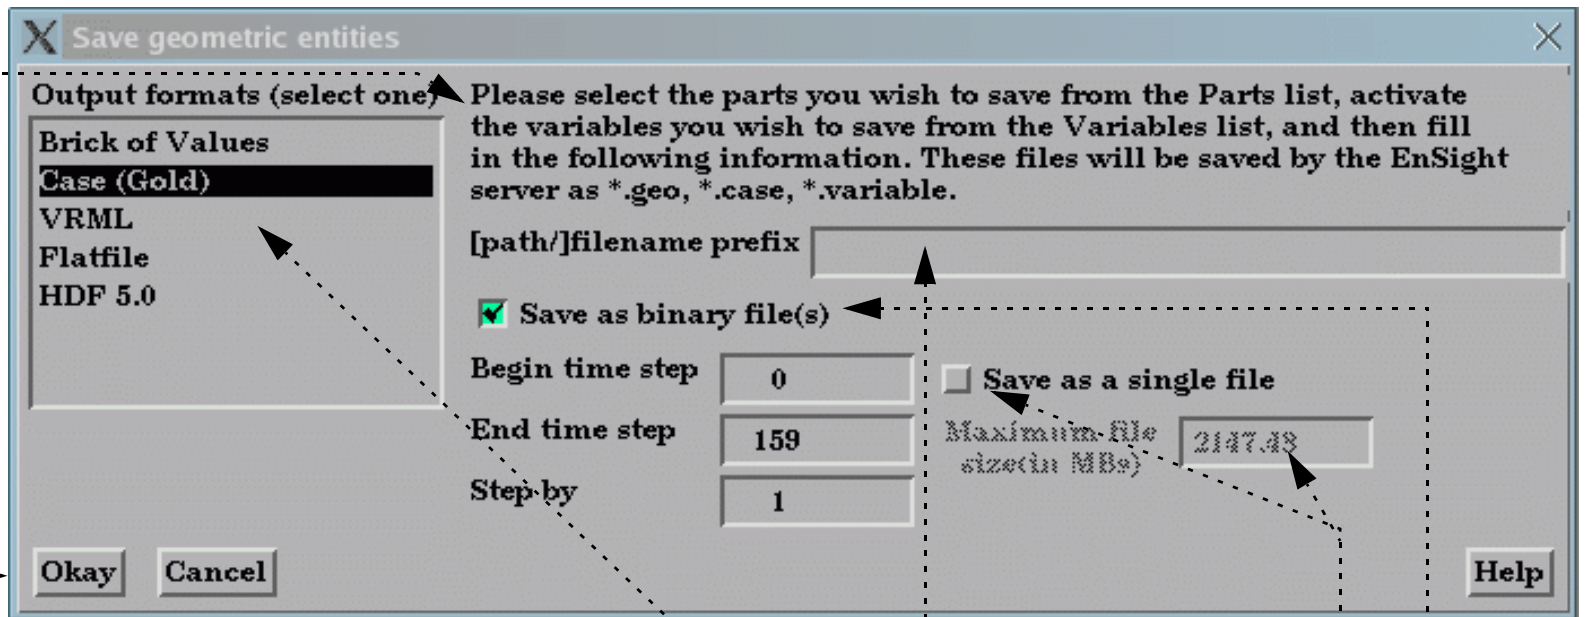 Save geometric entities
Output formats (select one)
Brick of Values
Case (Gold)
VRML
Flatfile
HDF 5.0
Please select the parts you wish to save from the Parts list, activate
the variables you wish to save from the Variables list, and then fill
in the following information. These files will be saved by the EnSight
server as *.geo, *.case, *.variable.
[path/]filename prefix
Save as binary file(s)
Begin time step 0
Save as a single file
End time step 159
Maximum file
size(in MBs) 2147.48
Step by 1
Okay Cancel Help